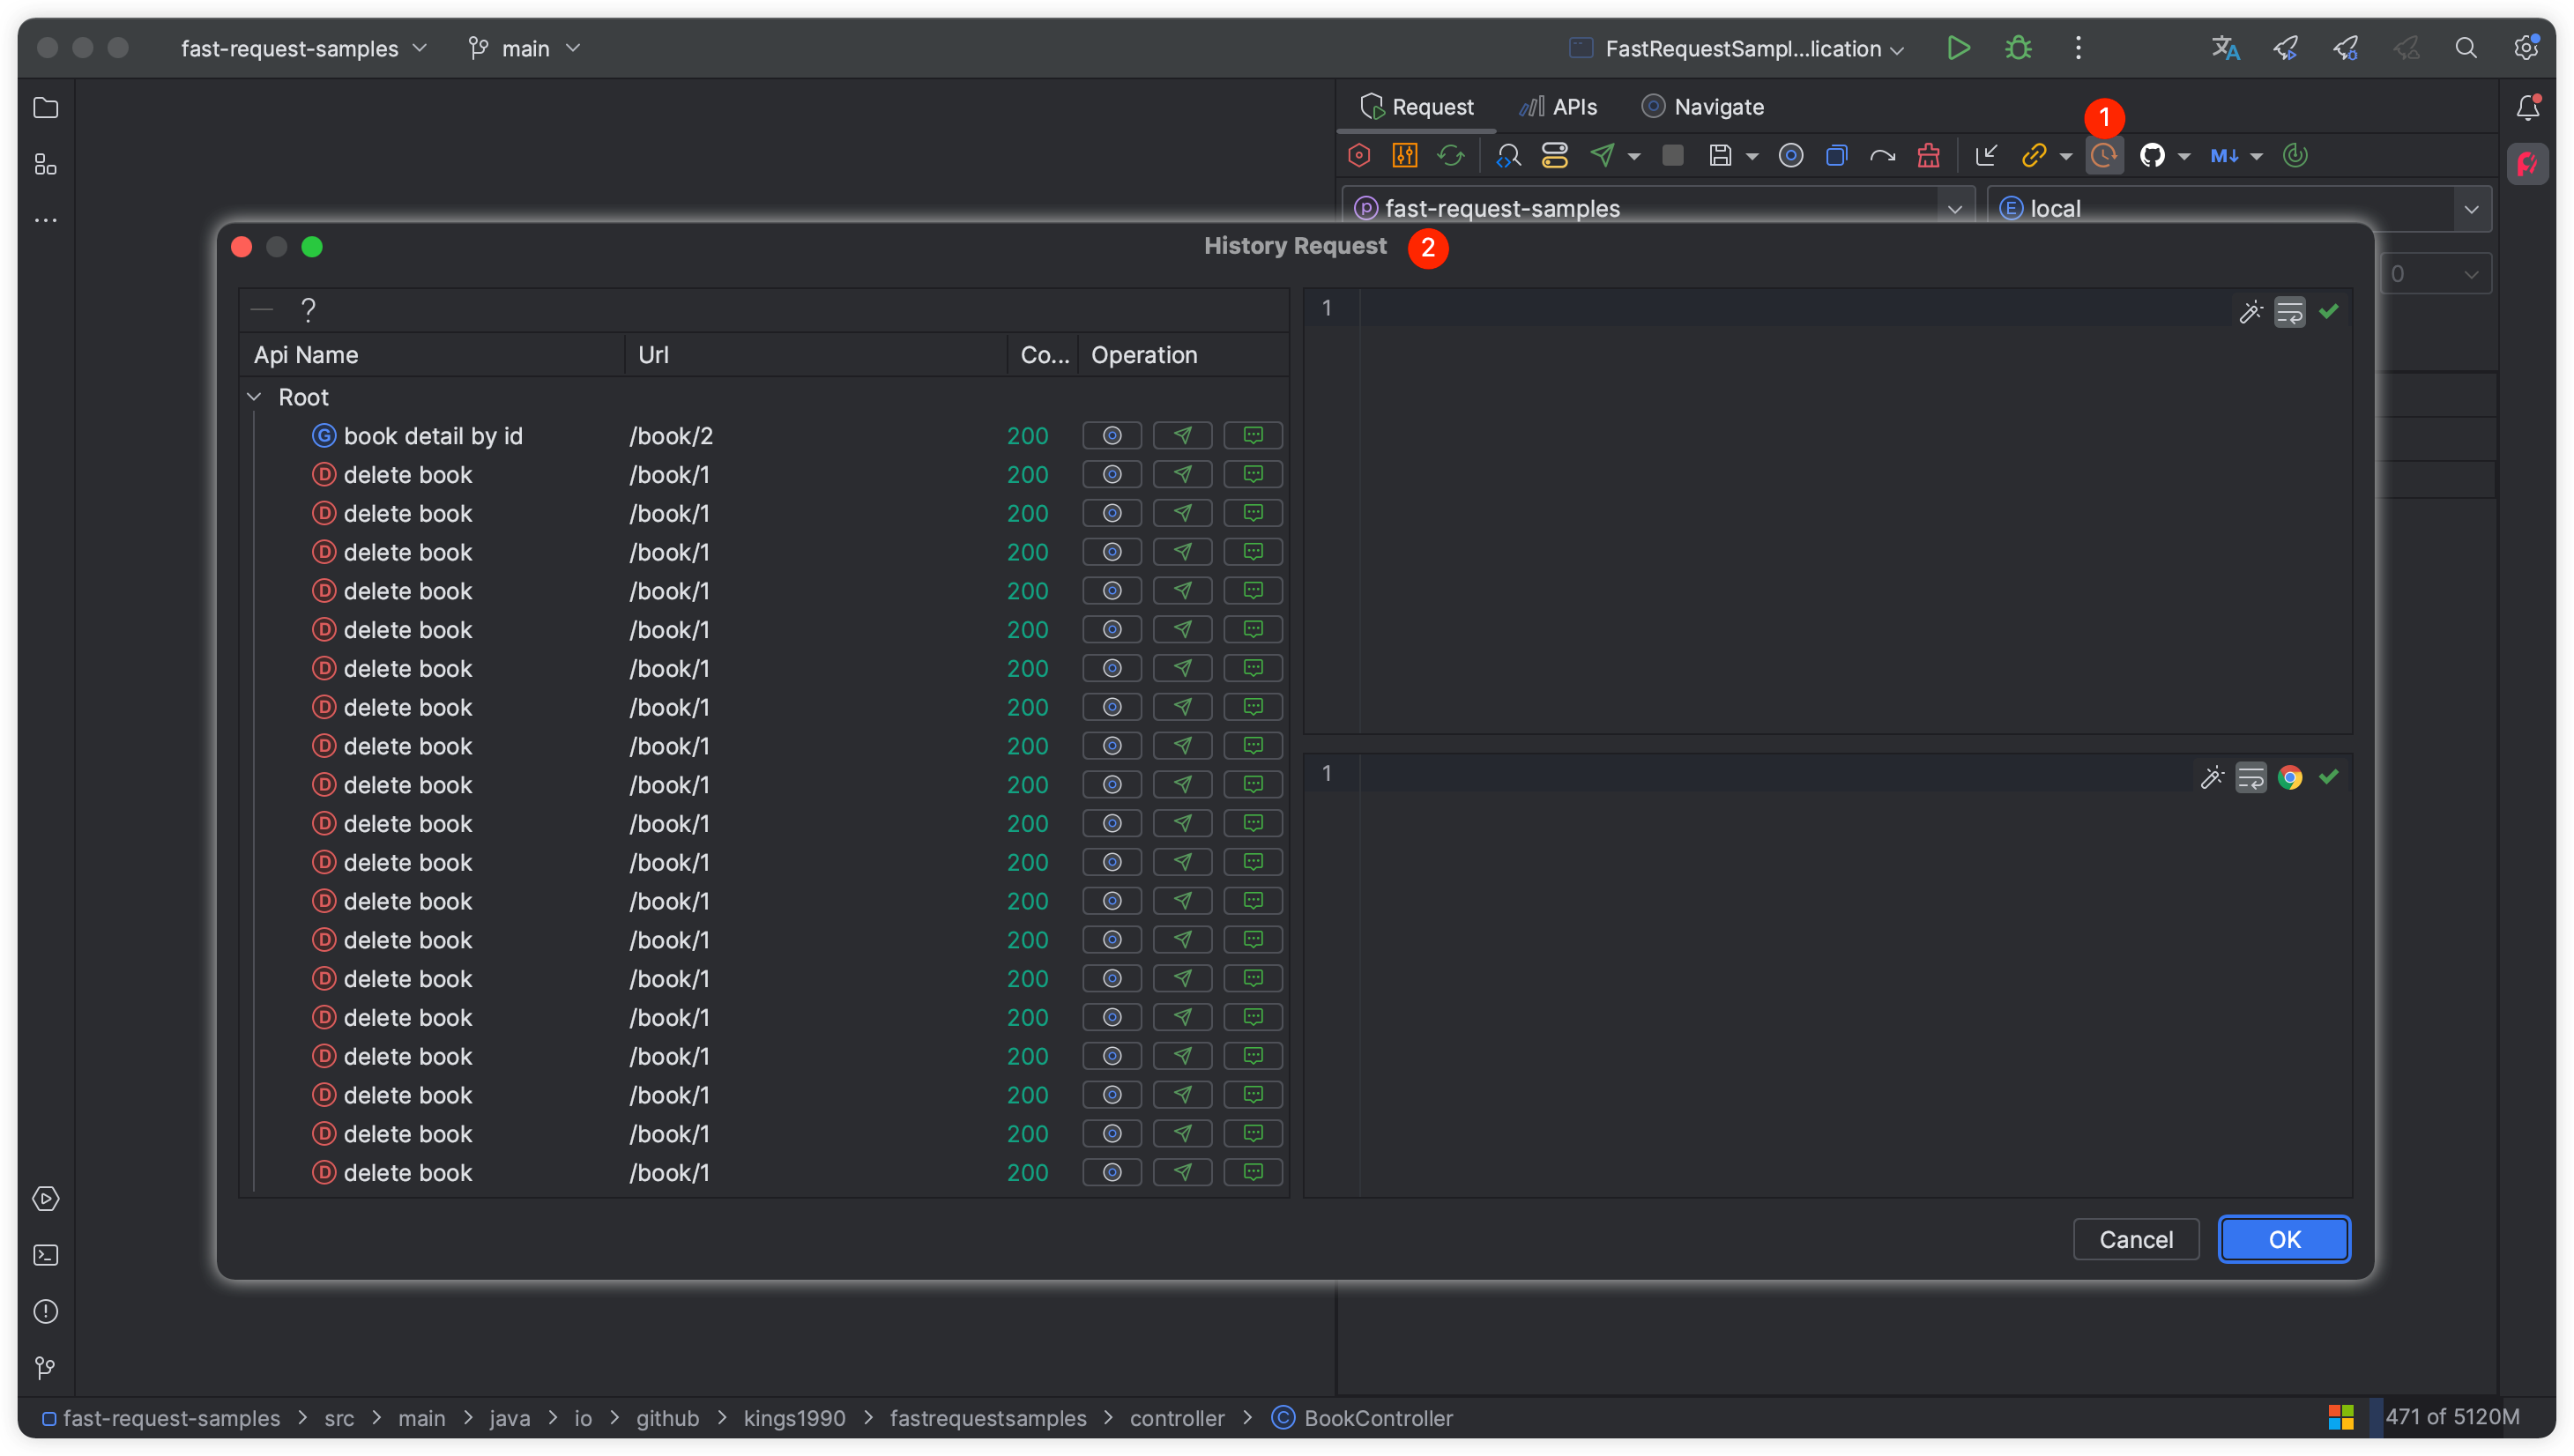 fast-request-samples main FastRequestSampl...lication
Request APIs Navigate
1
M↓
P fast-request-samples E local
History Request 2
0
?
1
Api Name Url Co... Operation
Root
G book detail by id /book/2 200
D delete book /book/1 200
D delete book /book/1 200
D delete book /book/1 200
D delete book /book/1 200
D delete book /book/1 200
D delete book /book/1 200
D delete book /book/1 200
D delete book /book/1 200
1
D delete book /book/1 200
D delete book /book/1 200
D delete book /book/1 200
D delete book /book/1 200
D delete book /book/1 200
D delete book /book/1 200
D delete book /book/1 200
D delete book /book/1 200
D delete book /book/1 200
D delete book /book/1 200
D delete book /book/1 200
Cancel OK
fast-request-samples > src > main > java > io > github > kings1990 > fastrequestsamples > controller > C BookController
471 of 5120M